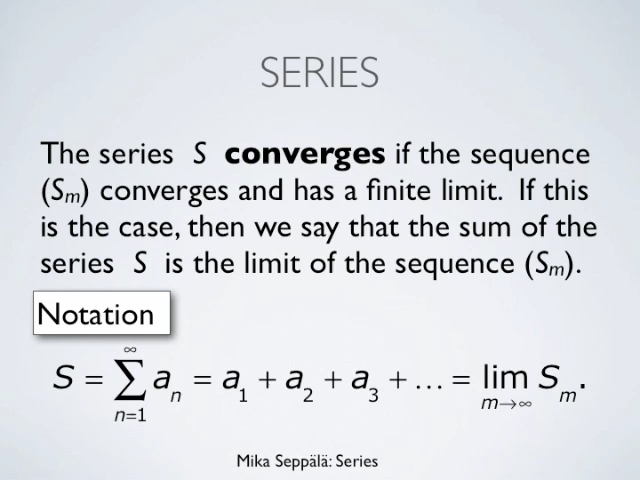 SERIES
The series S converges if the sequence
(Sₘ) converges and has a finite limit. If this
is the case, then we say that the sum of the
series S is the limit of the sequence (Sₘ).
Notation
S = ∑_{n=1}^{∞} aₙ = a₁ + a₂ + a₃ + … = lim_{m→∞} Sₘ.
Mika Seppälä: Series